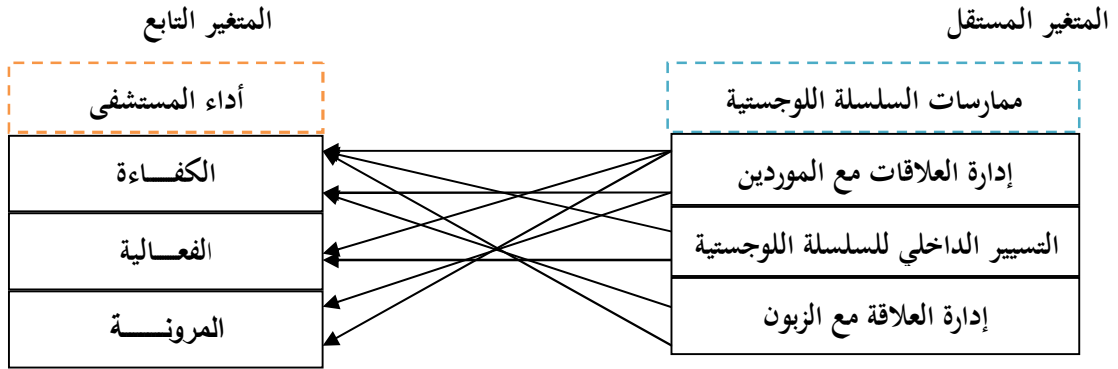 المتغير المستقل
المتغير التابع
ممارسات السلسلة اللوجستية
أداء المستشفى
إدارة العلاقات مع الموردين
الكفـــاءة
التسيير الداخلي للسلسلة اللوجستية
الفعـــالية
إدارة العلاقة مع الزبون
المرونـــــة